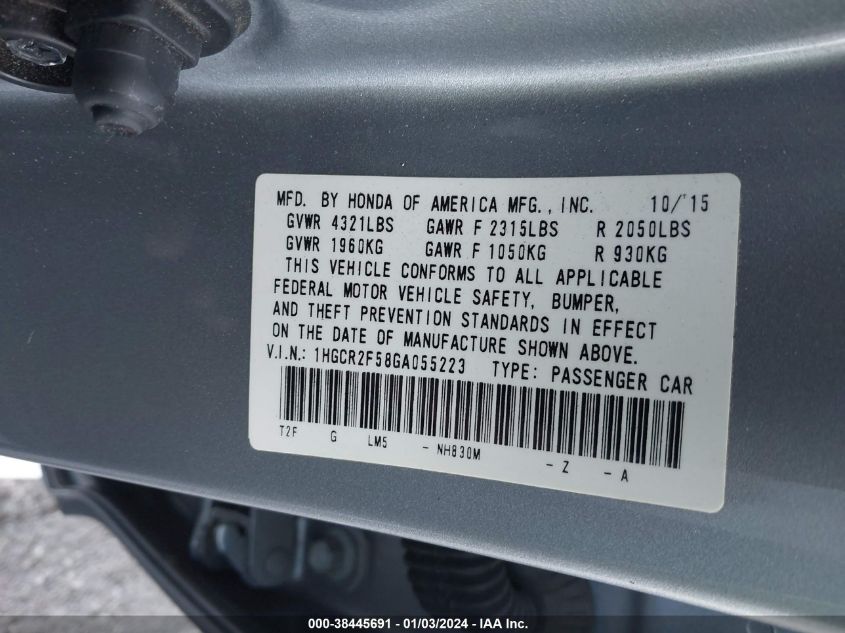 MFD. BY HONDA OF AMERICA MFG., INC. 10/'15
GVWR 4321LBS GAWR F 2315LBS R 2050LBS
GVWR 1960KG GAWR F 1050KG R 930KG
THIS VEHICLE CONFORMS TO ALL APPLICABLE
FEDERAL MOTOR VEHICLE SAFETY, BUMPER,
AND THEFT PREVENTION STANDARDS IN EFFECT
ON THE DATE OF MANUFACTURE SHOWN ABOVE.
V.I.N.: 1HGCR2F58GA055223 TYPE: PASSENGER CAR
T2F G LM5 - NH830M - Z - A
000-38445691 - 01/03/2024 - IAA Inc.